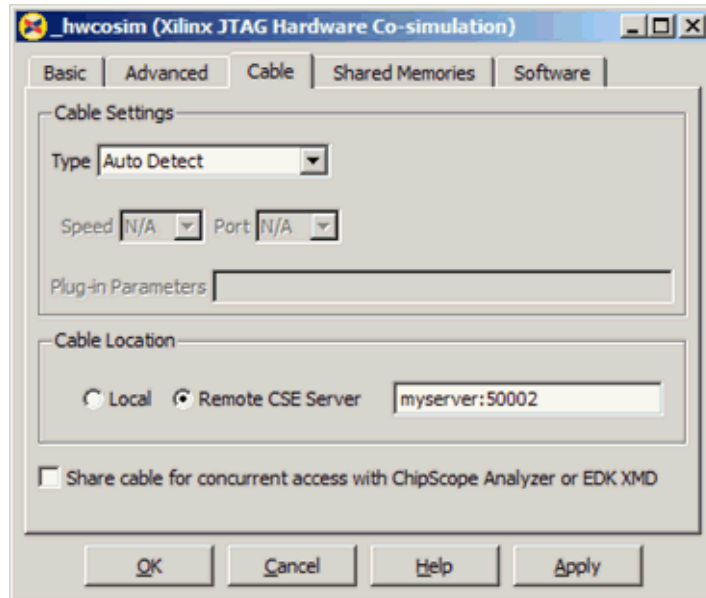 _hwcosim (Xilinx JTAG Hardware Co-simulation)
Basic Advanced Cable Shared Memories Software
Cable Settings
Type Auto Detect
Speed N/A Port N/A
Plug-in Parameters
Cable Location
Local Remote CSE Server myserver:50002
Share cable for concurrent access with ChipScope Analyzer or EDK XMD
OK Cancel Help Apply